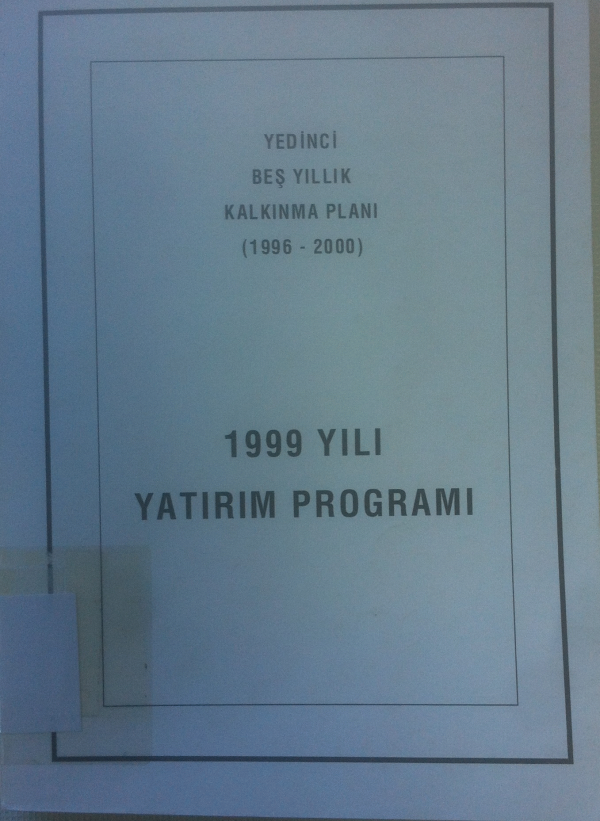 YEDİNCİ
BEŞ YILLIK
KALKINMA PLANI
(1996 - 2000)
1999 YILI
YATIRIM PROGRAMI